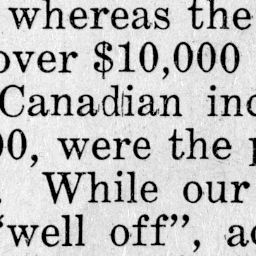 whereas the
over $10,000
Canadian inc
00, were the p
. While our
"well off", ac